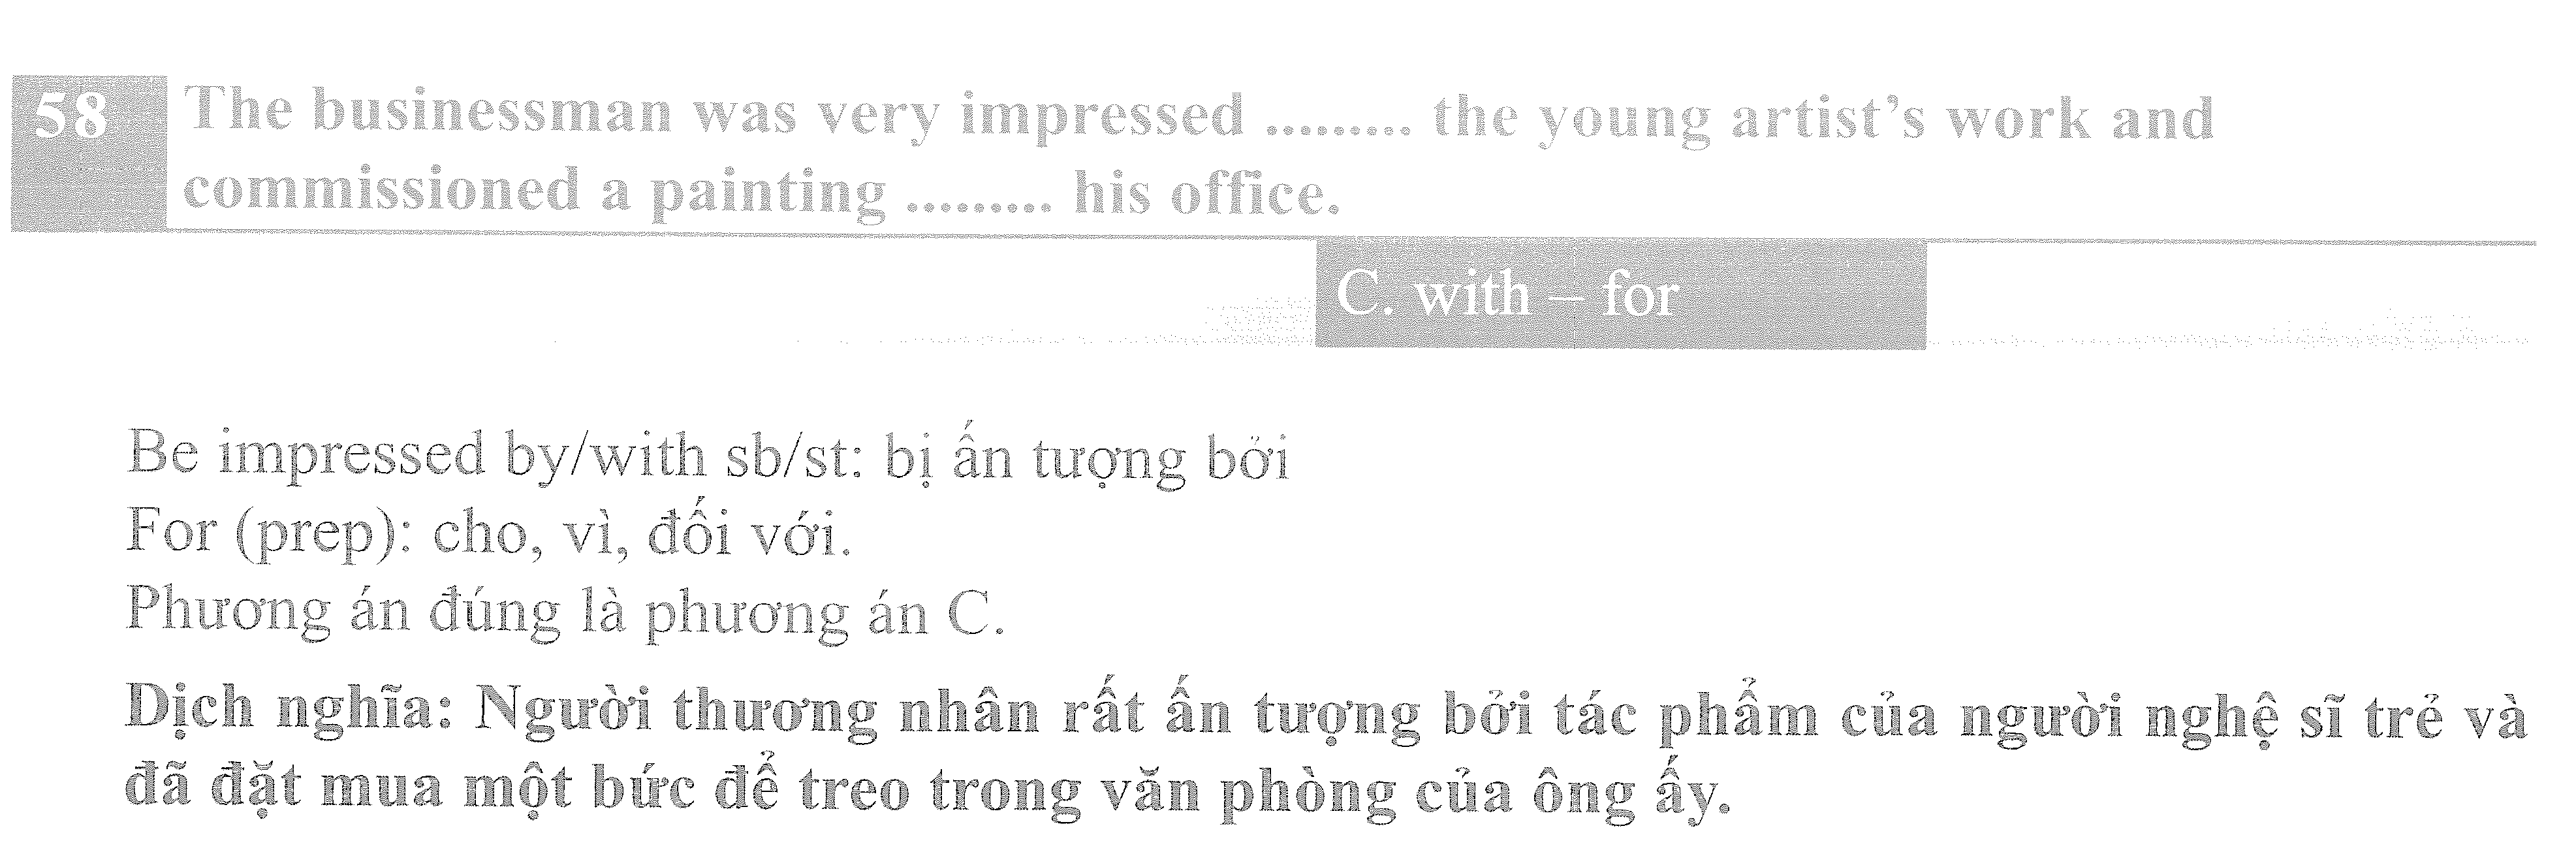 58 The businessman was very impressed ......... the young artist's work and
commissioned a painting ......... his office.
C. with – for
Be impressed by/with sb/st: bị ấn tượng bởi
For (prep): cho, vì, đối với.
Phương án đúng là phương án C.
Dịch nghĩa: Người thương nhân rất ấn tượng bởi tác phẩm của người nghệ sĩ trẻ và
đã đặt mua một bức để treo trong văn phòng của ông ấy.